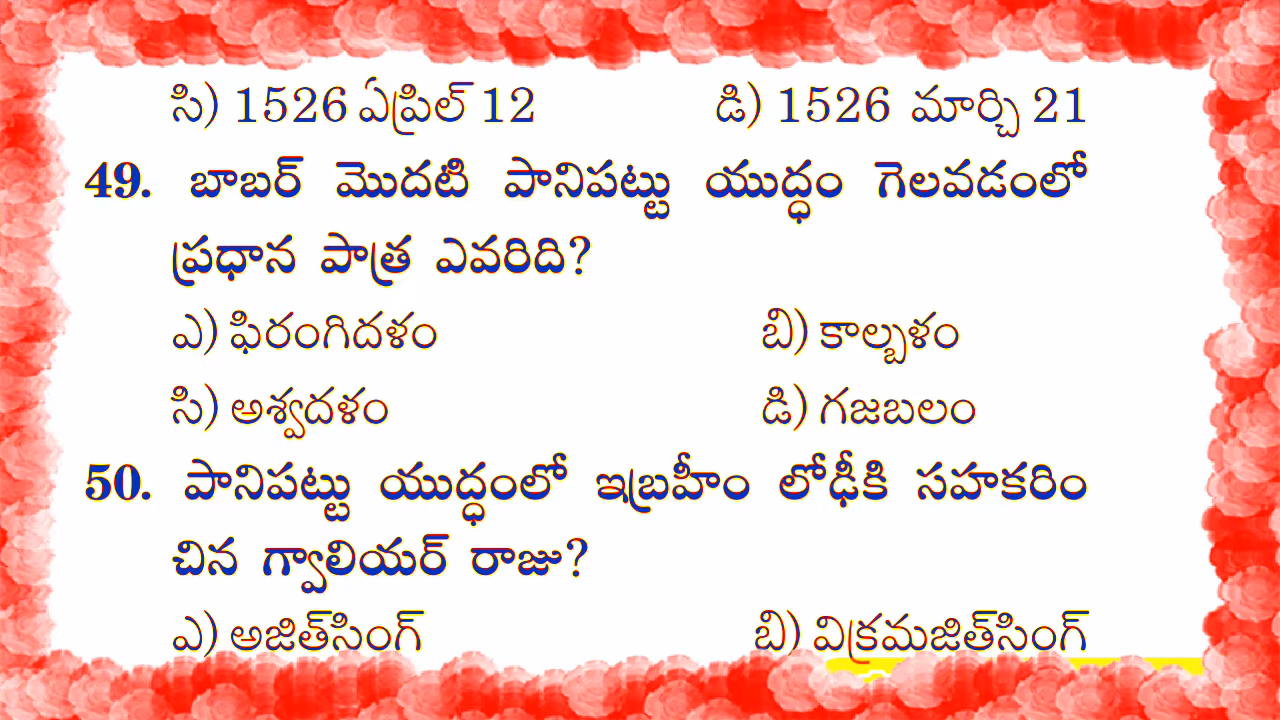 సి) 1526 ఏప్రిల్ 12 డి) 1526 మార్చి 21
49. బాబర్ మొదటి పానిపట్టు యుద్ధం గెలవడంలో
ప్రధాన పాత్ర ఎవరిది?
ఎ) ఫిరంగిదళం బి) కాల్బళం
సి) అశ్వదళం డి) గజబలం
50. పానిపట్టు యుద్ధంలో ఇబ్రహీం లోఢీకి సహకరిం
చిన గ్వాలియర్ రాజు?
ఎ) అజిత్‌సింగ్ బి) విక్రమజిత్‌సింగ్